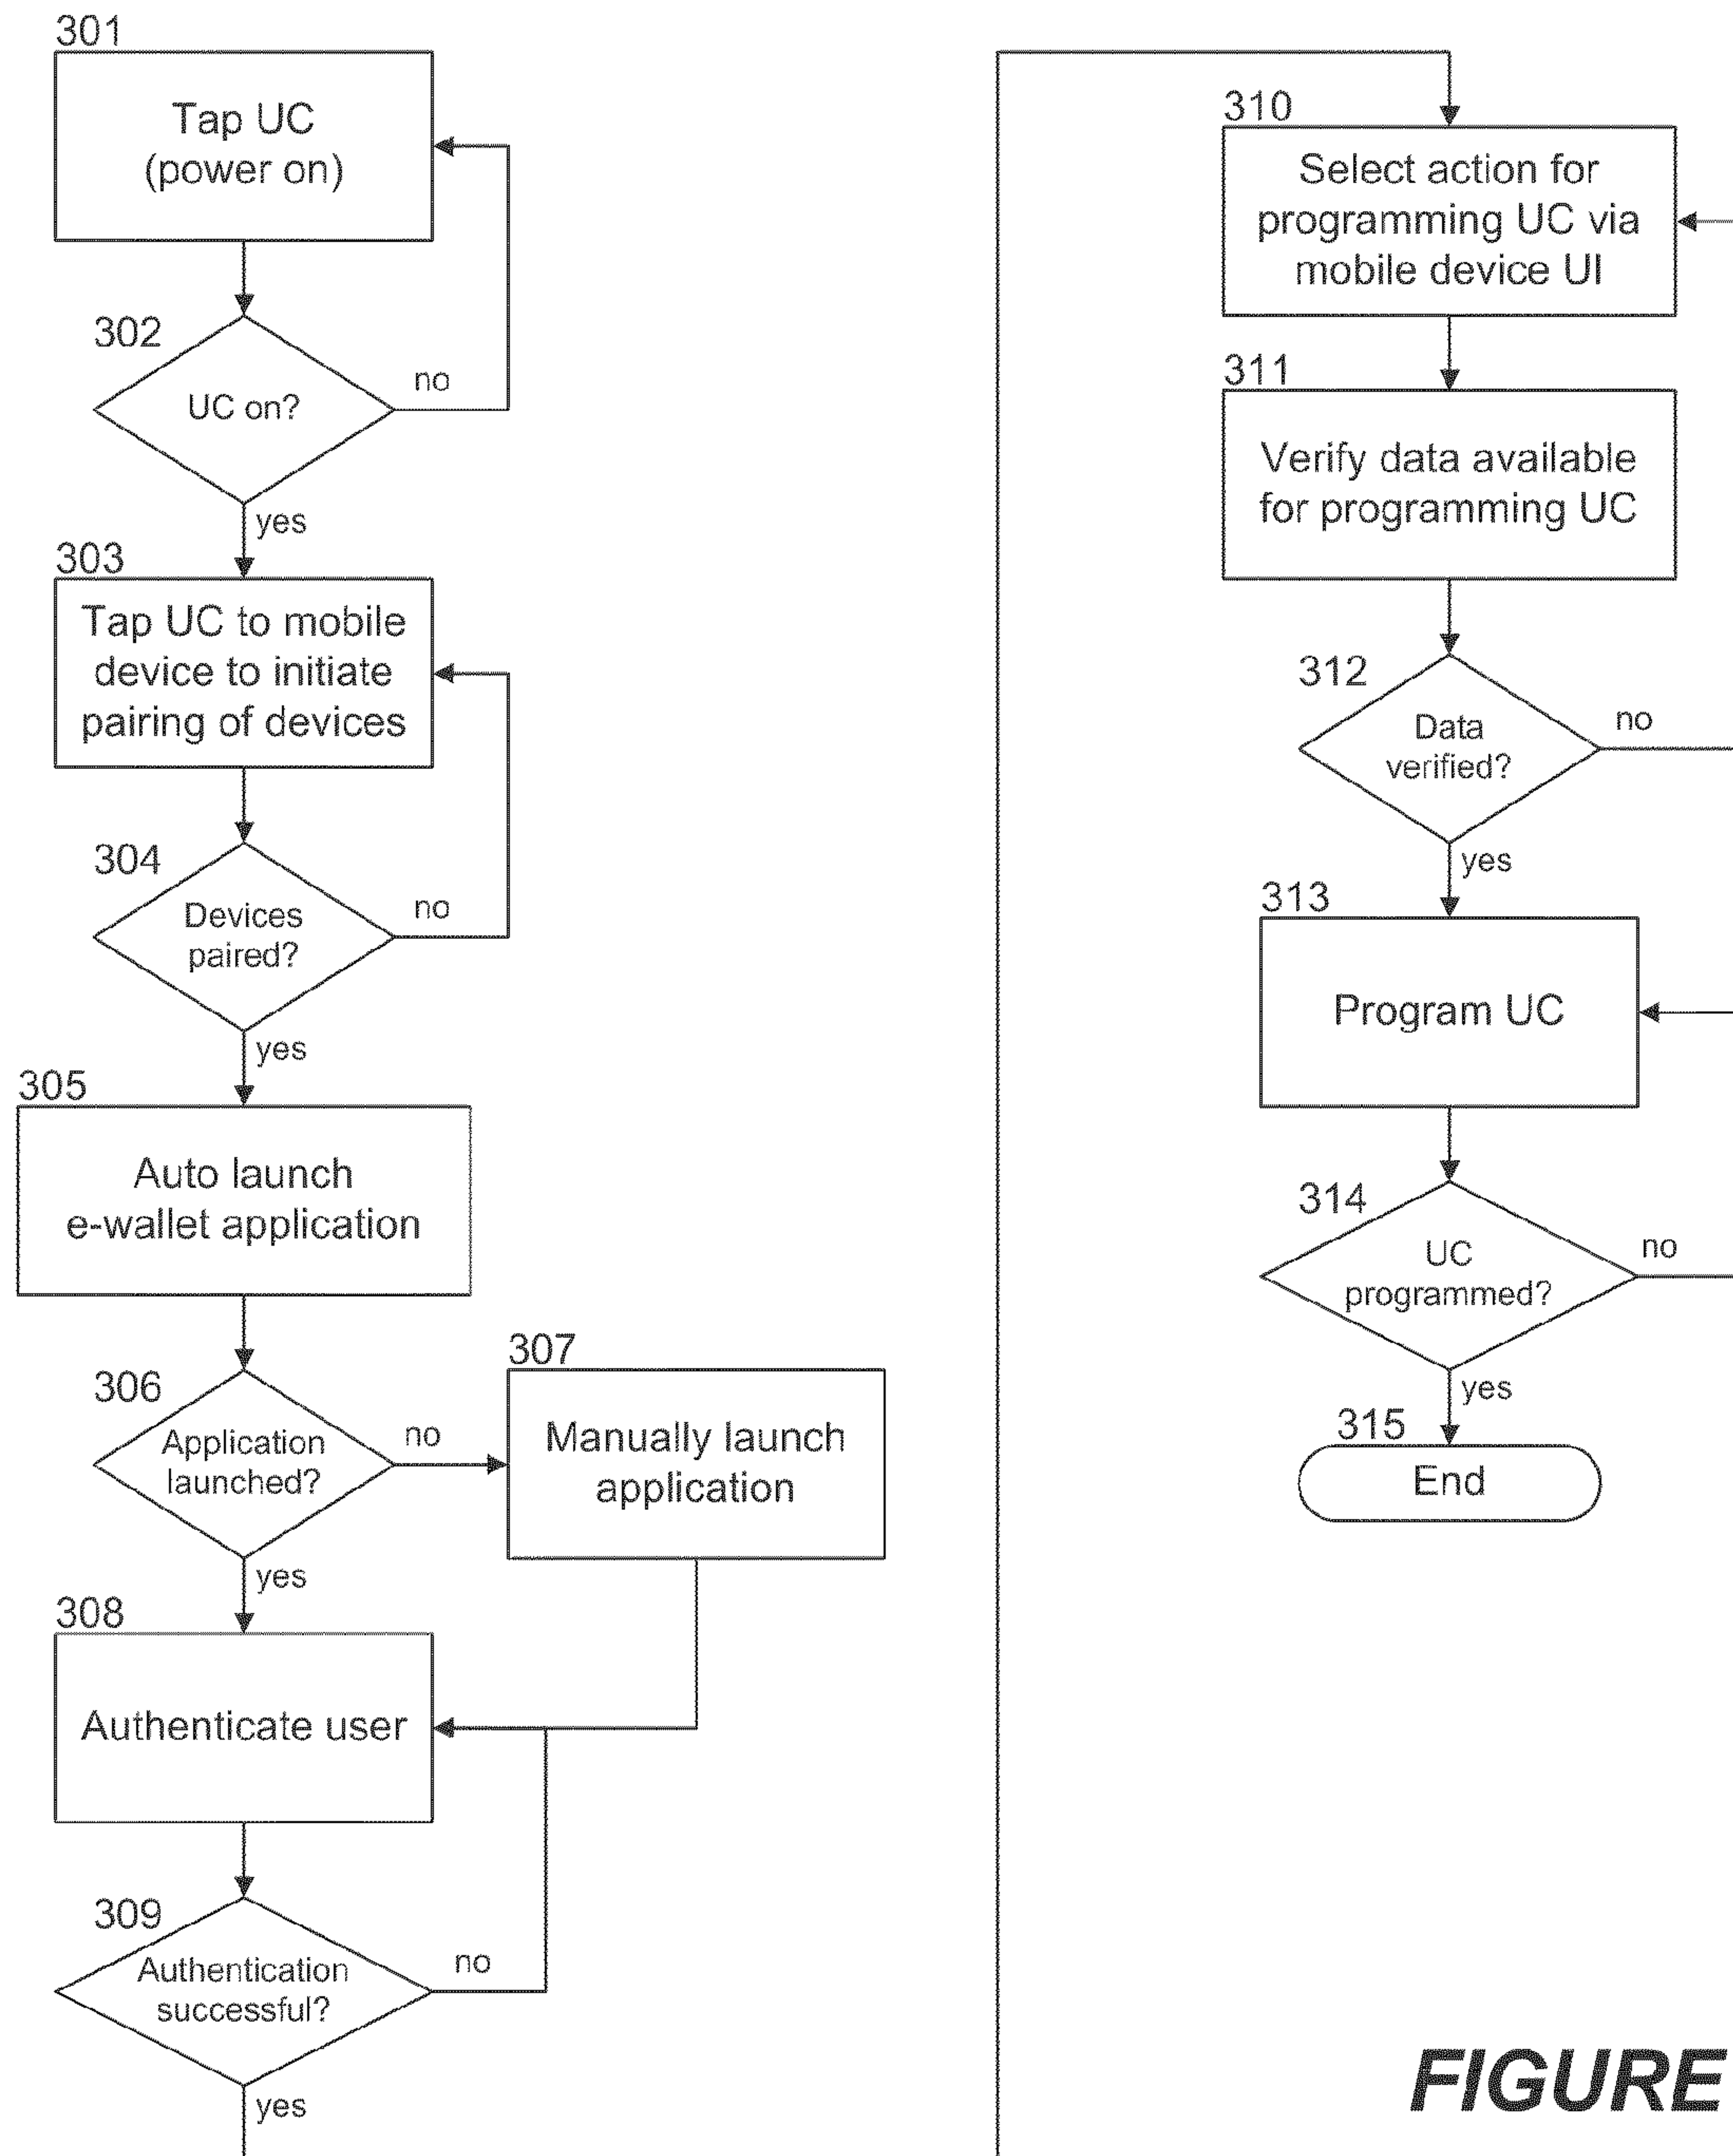 301
Tap UC
(power on)
302
UC on?
no
yes
303
Tap UC to mobile
device to initiate
pairing of devices
304
Devices
paired?
no
yes
305
Auto launch
e-wallet application
306
Application
launched?
no
307
Manually launch
application
yes
308
Authenticate user
309
Authentication
successful?
no
yes
310
Select action for
programming UC via
mobile device UI
311
Verify data available
for programming UC
312
Data
verified?
no
yes
313
Program UC
314
UC
programmed?
no
yes
315
End
FIGURE